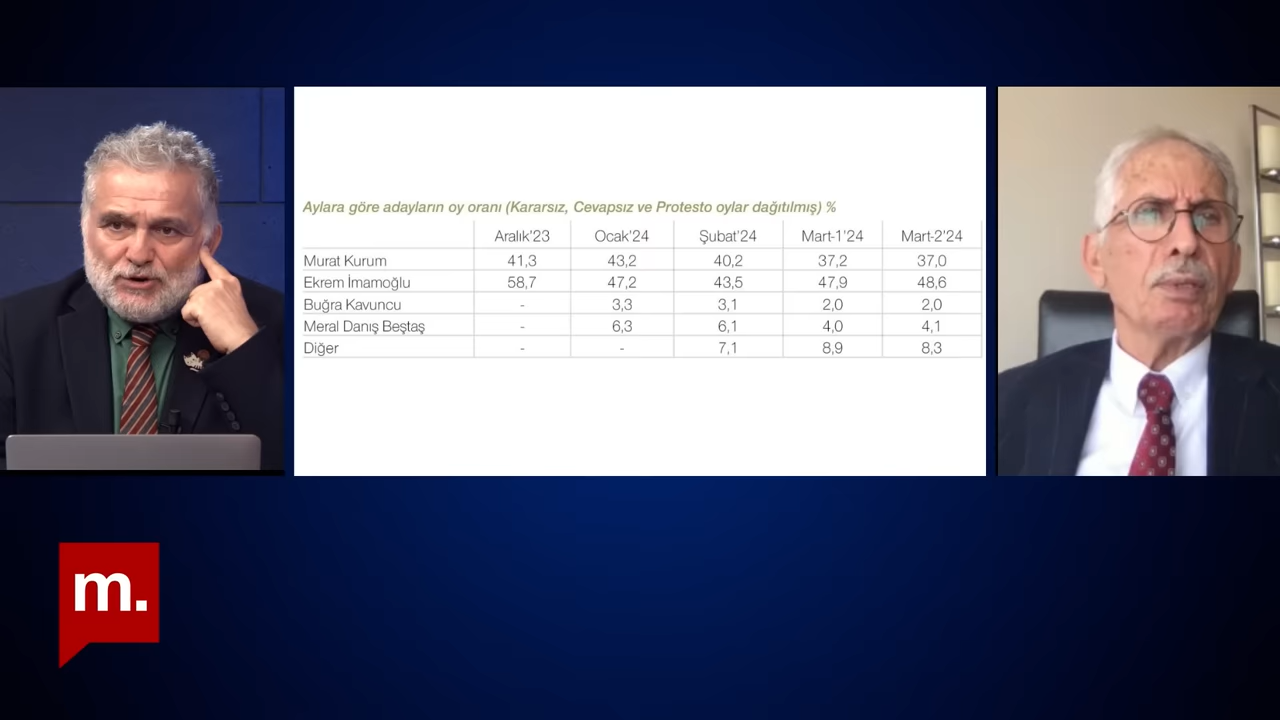 Aylara göre adayların oy oranı (Kararsız, Cevapsız ve Protesto oylar dağıtılmış) %
Aralık'23 Ocak'24 Şubat'24 Mart-1'24 Mart-2'24
Murat Kurum 41,3 43,2 40,2 37,2 37,0
Ekrem İmamoğlu 58,7 47,2 43,5 47,9 48,6
Buğra Kavuncu - 3,3 3,1 2,0 2,0
Meral Danış Beştaş - 6,3 6,1 4,0 4,1
Diğer - - 7,1 8,9 8,3
m.